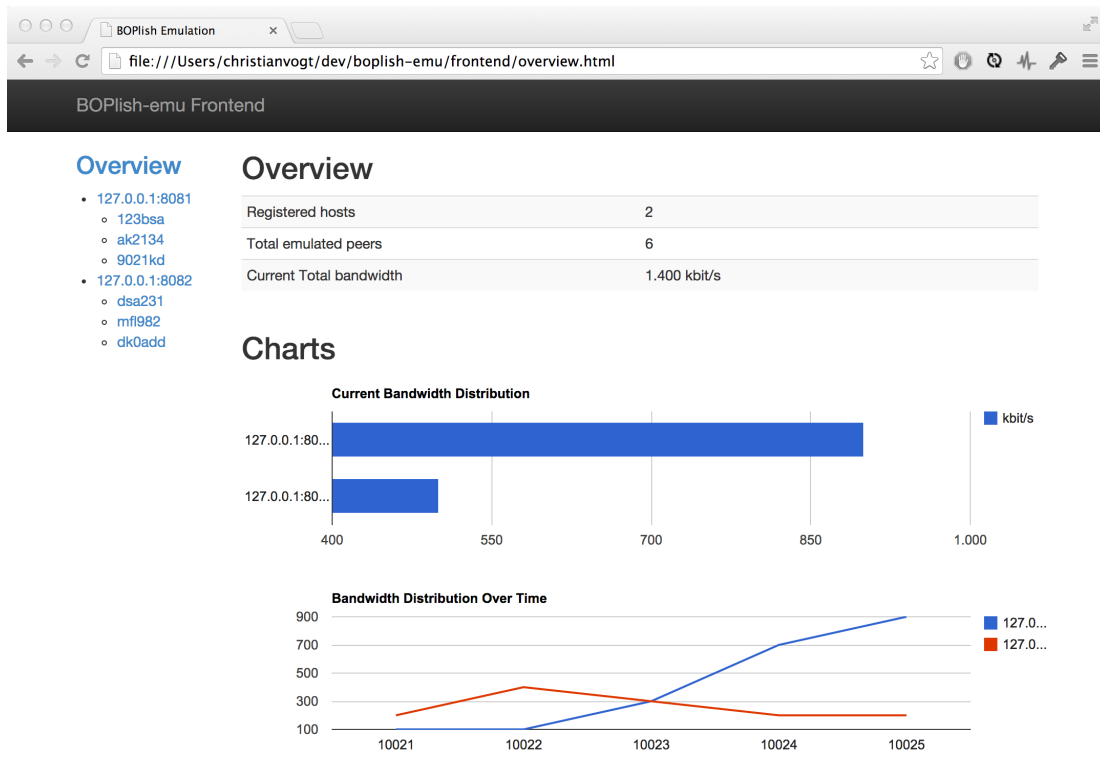 BOPlish Emulation
file:///Users/christianvogt/dev/boplish-emu/frontend/overview.html
BOPlish-emu Frontend
Overview
127.0.0.1:8081
123bsa
ak2134
9021kd
127.0.0.1:8082
dsa231
mfl982
dk0add
Overview
Registered hosts 2
Total emulated peers 6
Current Total bandwidth 1.400 kbit/s
Charts
Current Bandwidth Distribution
127.0.0.1:80...
127.0.0.1:80...
400 550 700 850 1.000
kbit/s
Bandwidth Distribution Over Time
900
700
500
300
100
10021 10022 10023 10024 10025
127.0...
127.0...